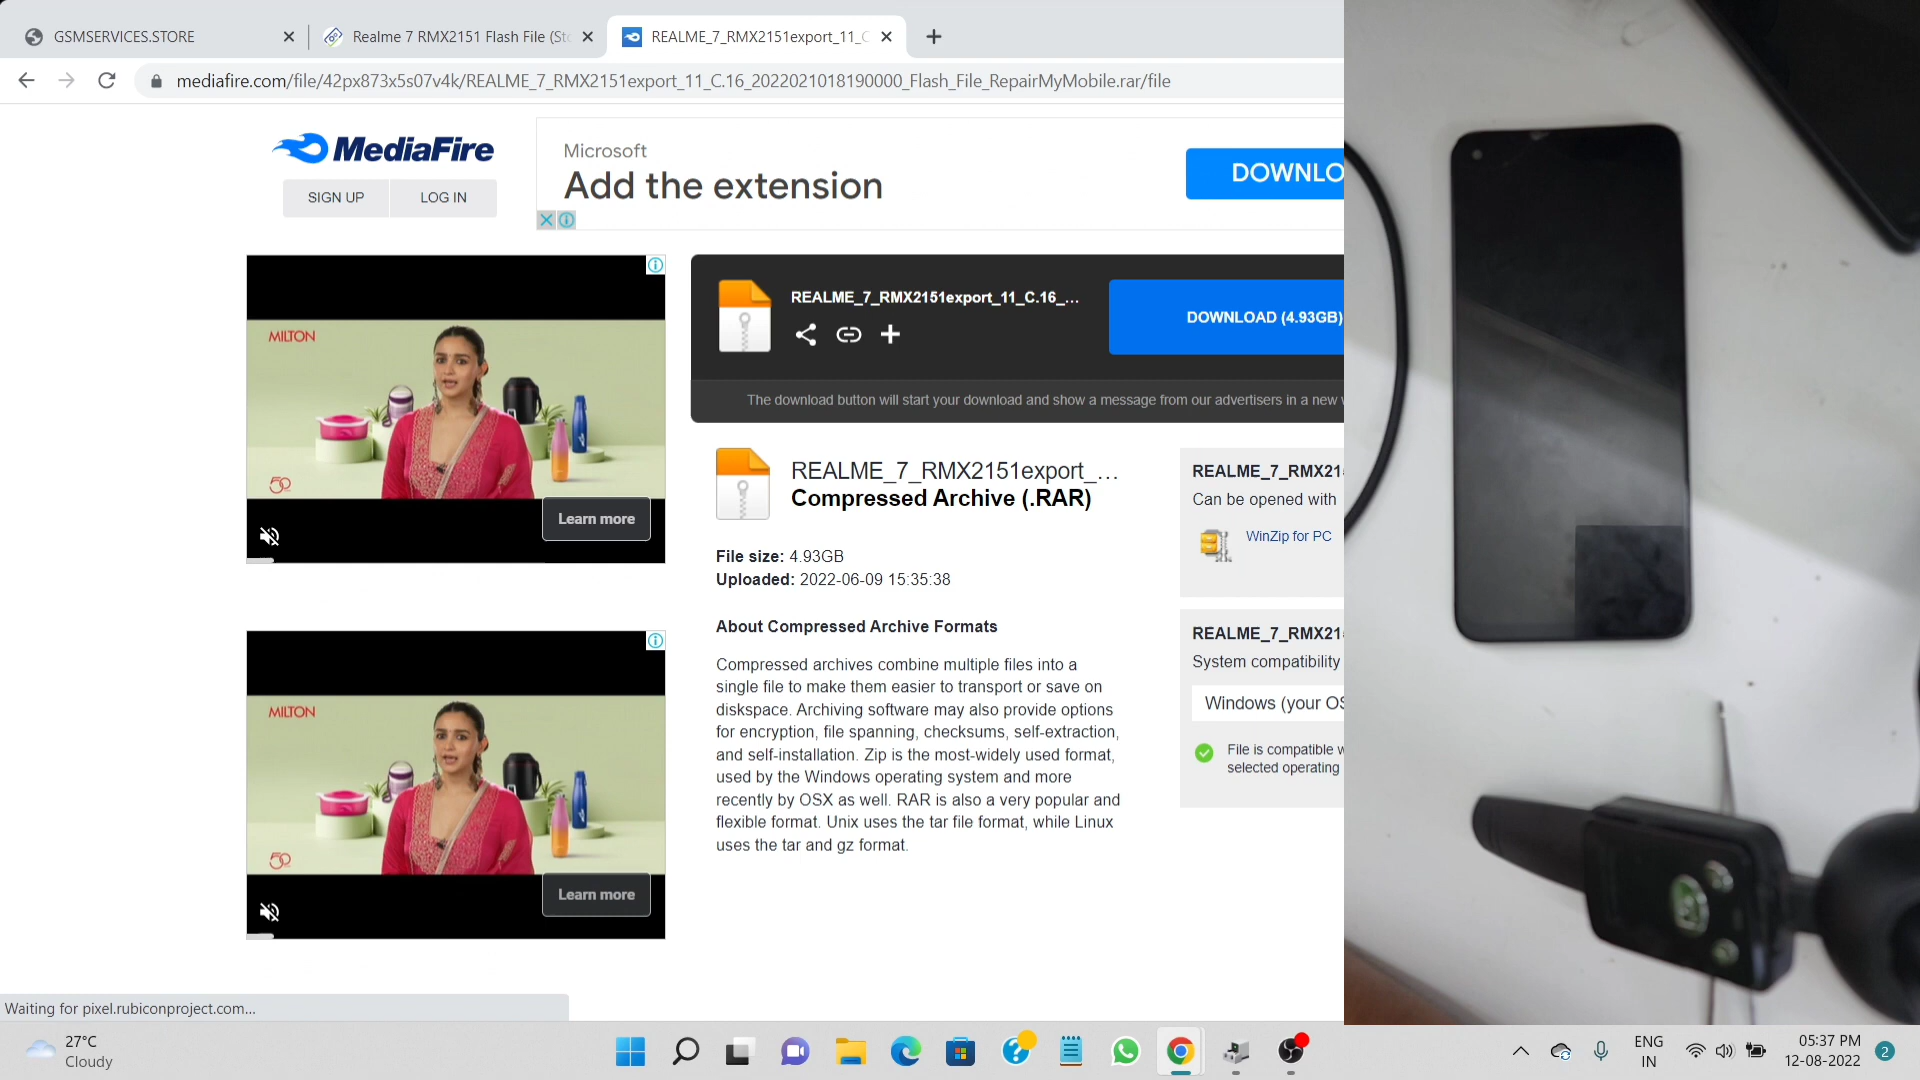 GSMSERVICES.STORE
Realme 7 RMX2151 Flash File (Sto
REALME_7_RMX2151export_11_C
mediafire.com/file/42px873x5s07v4k/REALME_7_RMX2151export_11_C.16_2022021018190000_Flash_File_RepairMyMobile.rar/file
MediaFire
SIGN UP
LOG IN
Microsoft
Add the extension
DOWNLO
MILTON
50
Learn more
REALME_7_RMX2151export_11_C.16_...
DOWNLOAD (4.93GB)
The download button will start your download and show a message from our advertisers in a new
REALME_7_RMX2151export_...
Compressed Archive (.RAR)
File size: 4.93GB
Uploaded: 2022-06-09 15:35:38
About Compressed Archive Formats
Compressed archives combine multiple files into a
single file to make them easier to transport or save on
diskspace. Archiving software may also provide options
for encryption, file spanning, checksums, self-extraction,
and self-installation. Zip is the most-widely used format,
used by the Windows operating system and more
recently by OSX as well. RAR is also a very popular and
flexible format. Unix uses the tar file format, while Linux
uses the tar and gz format.
REALME_7_RMX21
Can be opened with
WinZip for PC
REALME_7_RMX21
System compatibility
Windows (your OS
File is compatible w
selected operating
MILTON
50
Learn more
Waiting for pixel.rubiconproject.com...
27°C
Cloudy
ENG
IN
05:37 PM
12-08-2022
2